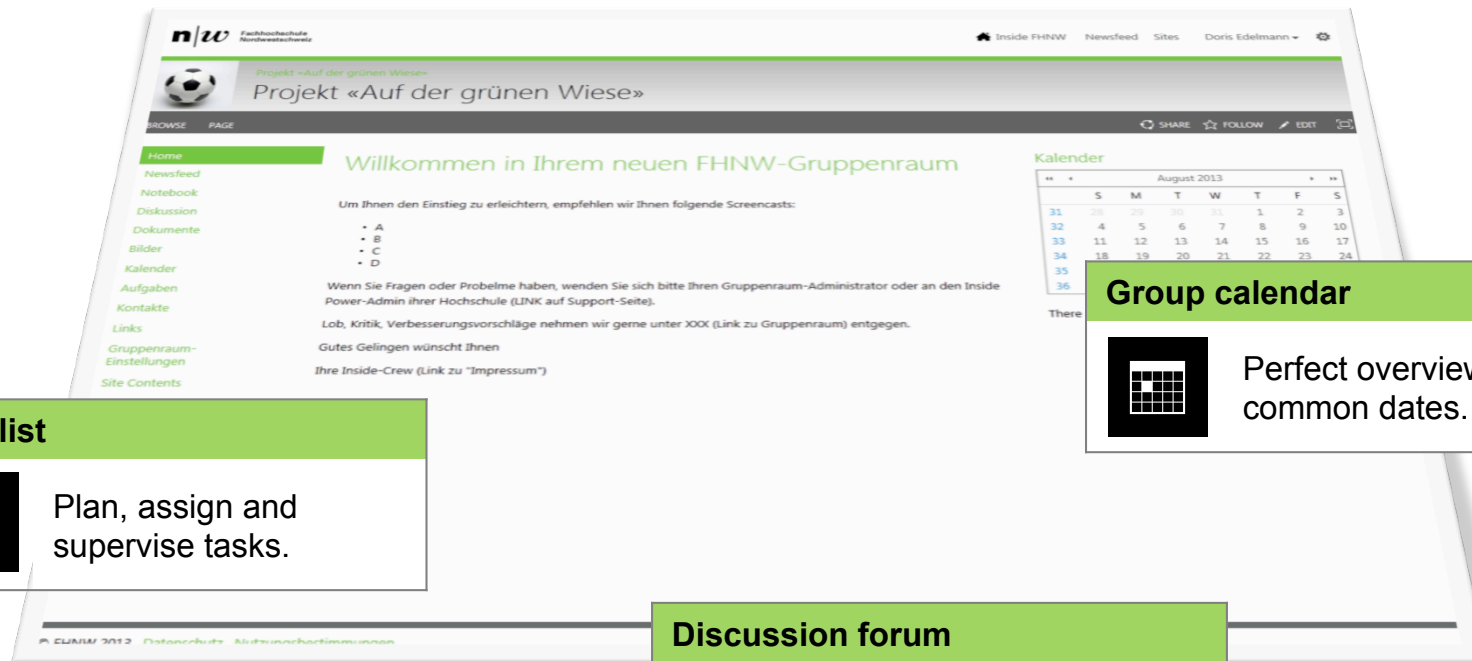 n|w Fachhochschule
Nordwestschweiz
Inside FHNW Newsfeed Sites Doris Edelmann
Projekt «Auf der grünen Wiese»
Projekt «Auf der grünen Wiese»
BROWSE PAGE
SHARE FOLLOW EDIT
Home
Newsfeed
Notebook
Diskussion
Dokumente
Bilder
Kalender
Aufgaben
Kontakte
Links
Gruppenraum-
Einstellungen
Site Contents
Willkommen in Ihrem neuen FHNW-Gruppenraum
Um Ihnen den Einstieg zu erleichtern, empfehlen wir Ihnen folgende Screencasts:
• A
• B
• C
• D
Wenn Sie Fragen oder Probelme haben, wenden Sie sich bitte Ihren Gruppenraum-Administrator oder an den Inside
Power-Admin ihrer Hochschule (LINK auf Support-Seite).
Lob, Kritik, Verbesserungsvorschläge nehmen wir gerne unter XXX (Link zu Gruppenraum) entgegen.
Gutes Gelingen wünscht Ihnen
Ihre Inside-Crew (Link zu "Impressum")
Kalender
August 2013
S M T W T F S
31 28 29 30 31 1 2 3
32 4 5 6 7 8 9 10
33 11 12 13 14 15 16 17
34 18 19 20 21 22 23 24
35
36
There
Group calendar
Perfect overview
common dates.
list
Plan, assign and
supervise tasks.
Discussion forum
© FHNW 2013 Datenschutz Nutzungsbestimmungen